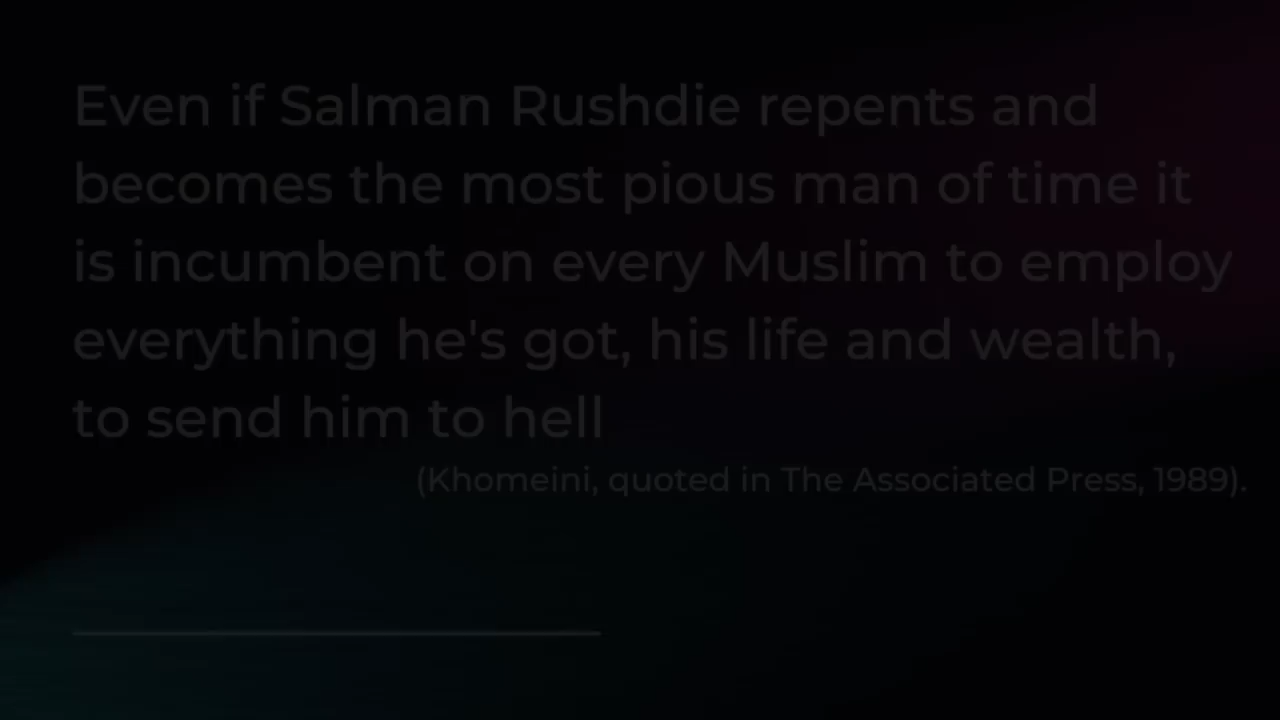 Even if Salman Rushdie repents and
becomes the most pious man of time it
is incumbent on every Muslim to employ
everything he's got, his life and wealth,
to send him to hell
(Khomeini, quoted in The Associated Press, 1989).